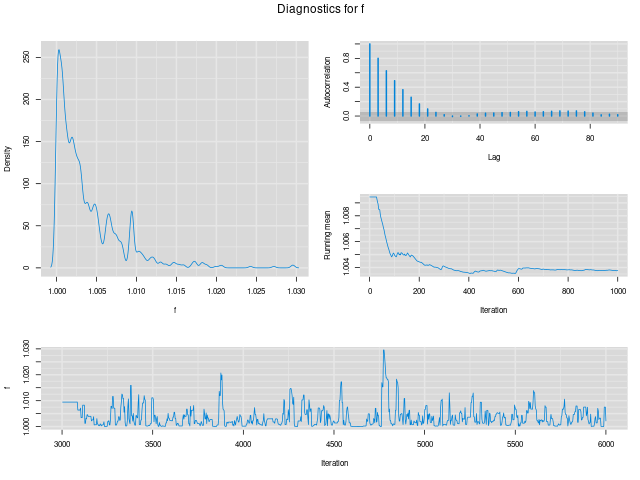 Diagnostics for f
Density
0 50 100 150 200 250
1.000 1.005 1.010 1.015 1.020 1.025 1.030
f
Autocorrelation
0.0 0.4 0.8
0 20 40 60 80
Lag
Running mean
1.004 1.006 1.008
0 200 400 600 800 1000
Iteration
f
1.000 1.010 1.020 1.030
3000 3500 4000 4500 5000 5500 6000
Iteration